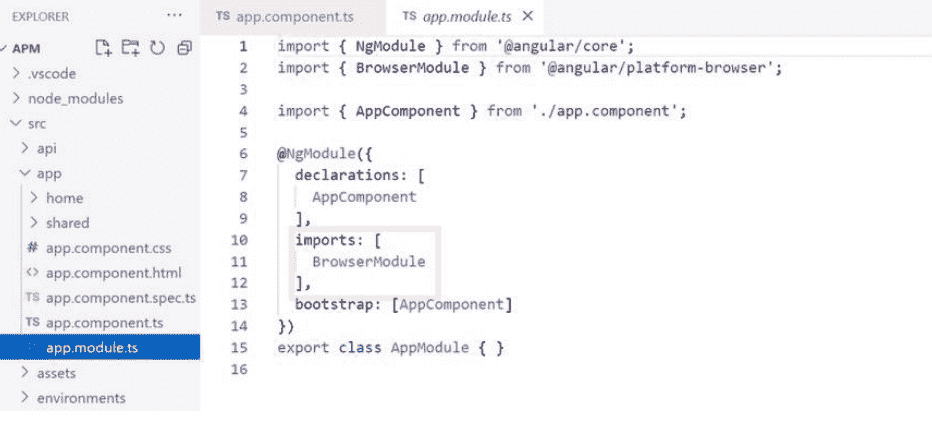 EXPLORER ...
APM
.vscode
node_modules
src
api
app
home
shared
# app.component.css
<> app.component.html
TS app.component.spec.ts
TS app.component.ts
app.module.ts
assets
environments
TS app.component.ts
TS app.module.ts ×
1 import { NgModule } from '@angular/core';
2 import { BrowserModule } from '@angular/platform-browser';
3
4 import { AppComponent } from './app.component';
5
6 @NgModule({
7 declarations: [
8 AppComponent
9 ],
10 imports: [
11 BrowserModule
12 ],
13 bootstrap: [AppComponent]
14 })
15 export class AppModule { }
16